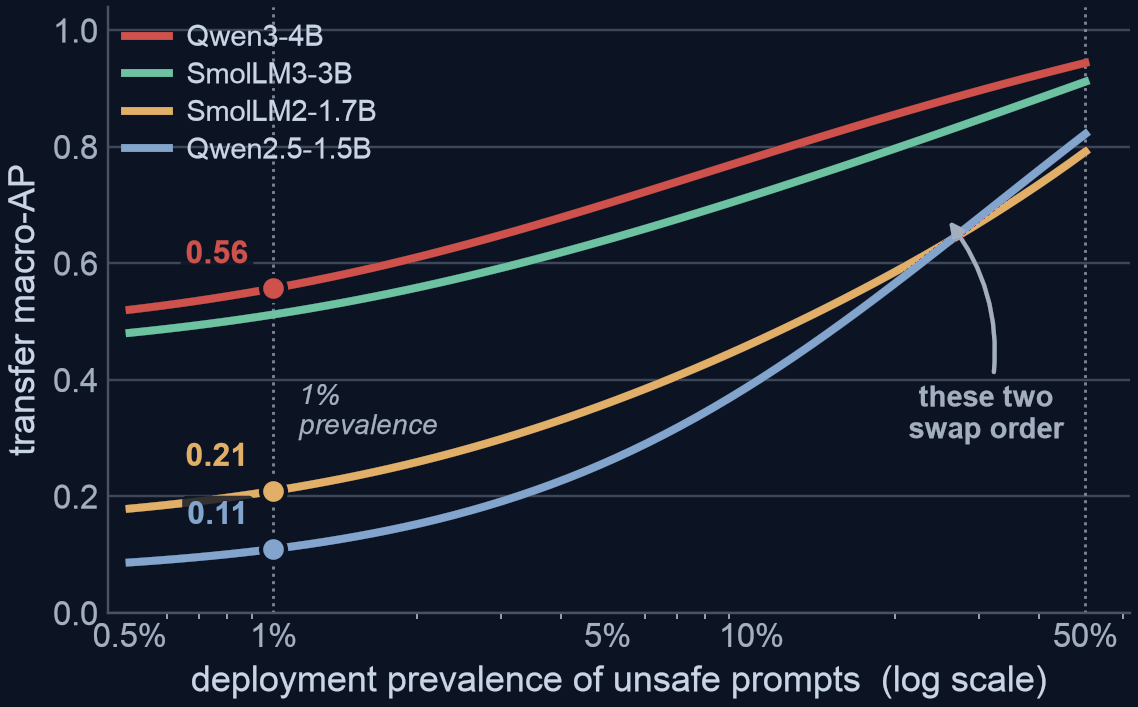 1.0
0.8
0.6
0.4
0.2
0.0
transfer macro-AP
Qwen3-4B
SmolLM3-3B
SmolLM2-1.7B
Qwen2.5-1.5B
0.56
0.21
0.11
1%
prevalence
these two
swap order
0.5% 1% 5% 10% 50%
deployment prevalence of unsafe prompts (log scale)